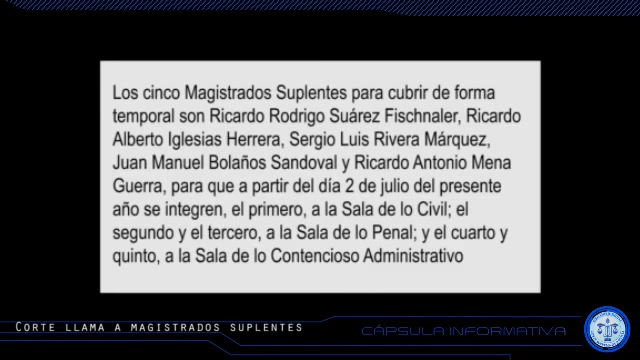 Los cinco Magistrados Suplentes para cubrir de forma
temporal son Ricardo Rodrigo Suárez Fischnaler, Ricardo
Alberto Iglesias Herrera, Sergio Luis Rivera Márquez,
Juan Manuel Bolaños Sandoval y Ricardo Antonio Mena
Guerra, para que a partir del día 2 de julio del presente
año se integren, el primero, a la Sala de lo Civil; el
segundo y el tercero, a la Sala de lo Penal; y el cuarto y
quinto, a la Sala de lo Contencioso Administrativo
Corte llama a magistrados suplentes
CÁPSULA INFORMATIVA